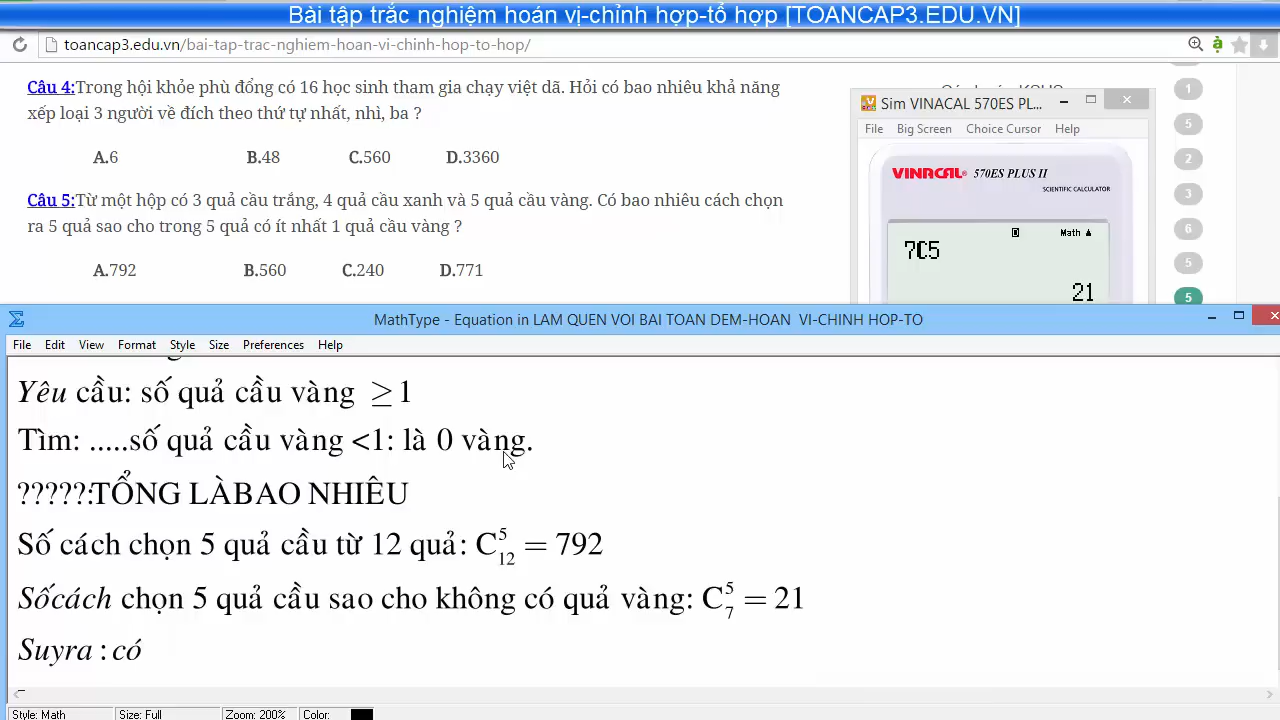 Bài tập trắc nghiệm hoán vị-chỉnh hợp-tổ hợp [TOANCAP3.EDU.VN]
toancap3.edu.vn/bai-tap-trac-nghiem-hoan-vi-chinh-hop-to-hop/
Câu 4:Trong hội khỏe phù đổng có 16 học sinh tham gia chạy việt dã. Hỏi có bao nhiêu khả năng
xếp loại 3 người về đích theo thứ tự nhất, nhì, ba ?
A.6 B.48 C.560 D.3360
Câu 5:Từ một hộp có 3 quả cầu trắng, 4 quả cầu xanh và 5 quả cầu vàng. Có bao nhiêu cách chọn
ra 5 quả sao cho trong 5 quả có ít nhất 1 quả cầu vàng ?
A.792 B.560 C.240 D.771
Sim VINACAL 570ES PL...
File Big Screen Choice Cursor Help
VINACAL 570ES PLUS II
SCIENTIFIC CALCULATOR
D Math ▲
7C5
21
1
5
2
3
6
5
5
MathType - Equation in LAM QUEN VOI BAI TOAN DEM-HOAN VI-CHINH HOP-TO
File Edit View Format Style Size Preferences Help
Yêu cầu: số quả cầu vàng ≥1
Tìm: .....số quả cầu vàng <1: là 0 vàng.
?????:TỔNG LÀBAO NHIÊU
Số cách chọn 5 quả cầu từ 12 quả: C⁵₁₂ = 792
Sốcách chọn 5 quả cầu sao cho không có quả vàng: C⁵₇ = 21
Suyra : có
Style: Math Size: Full Zoom: 200% Color: